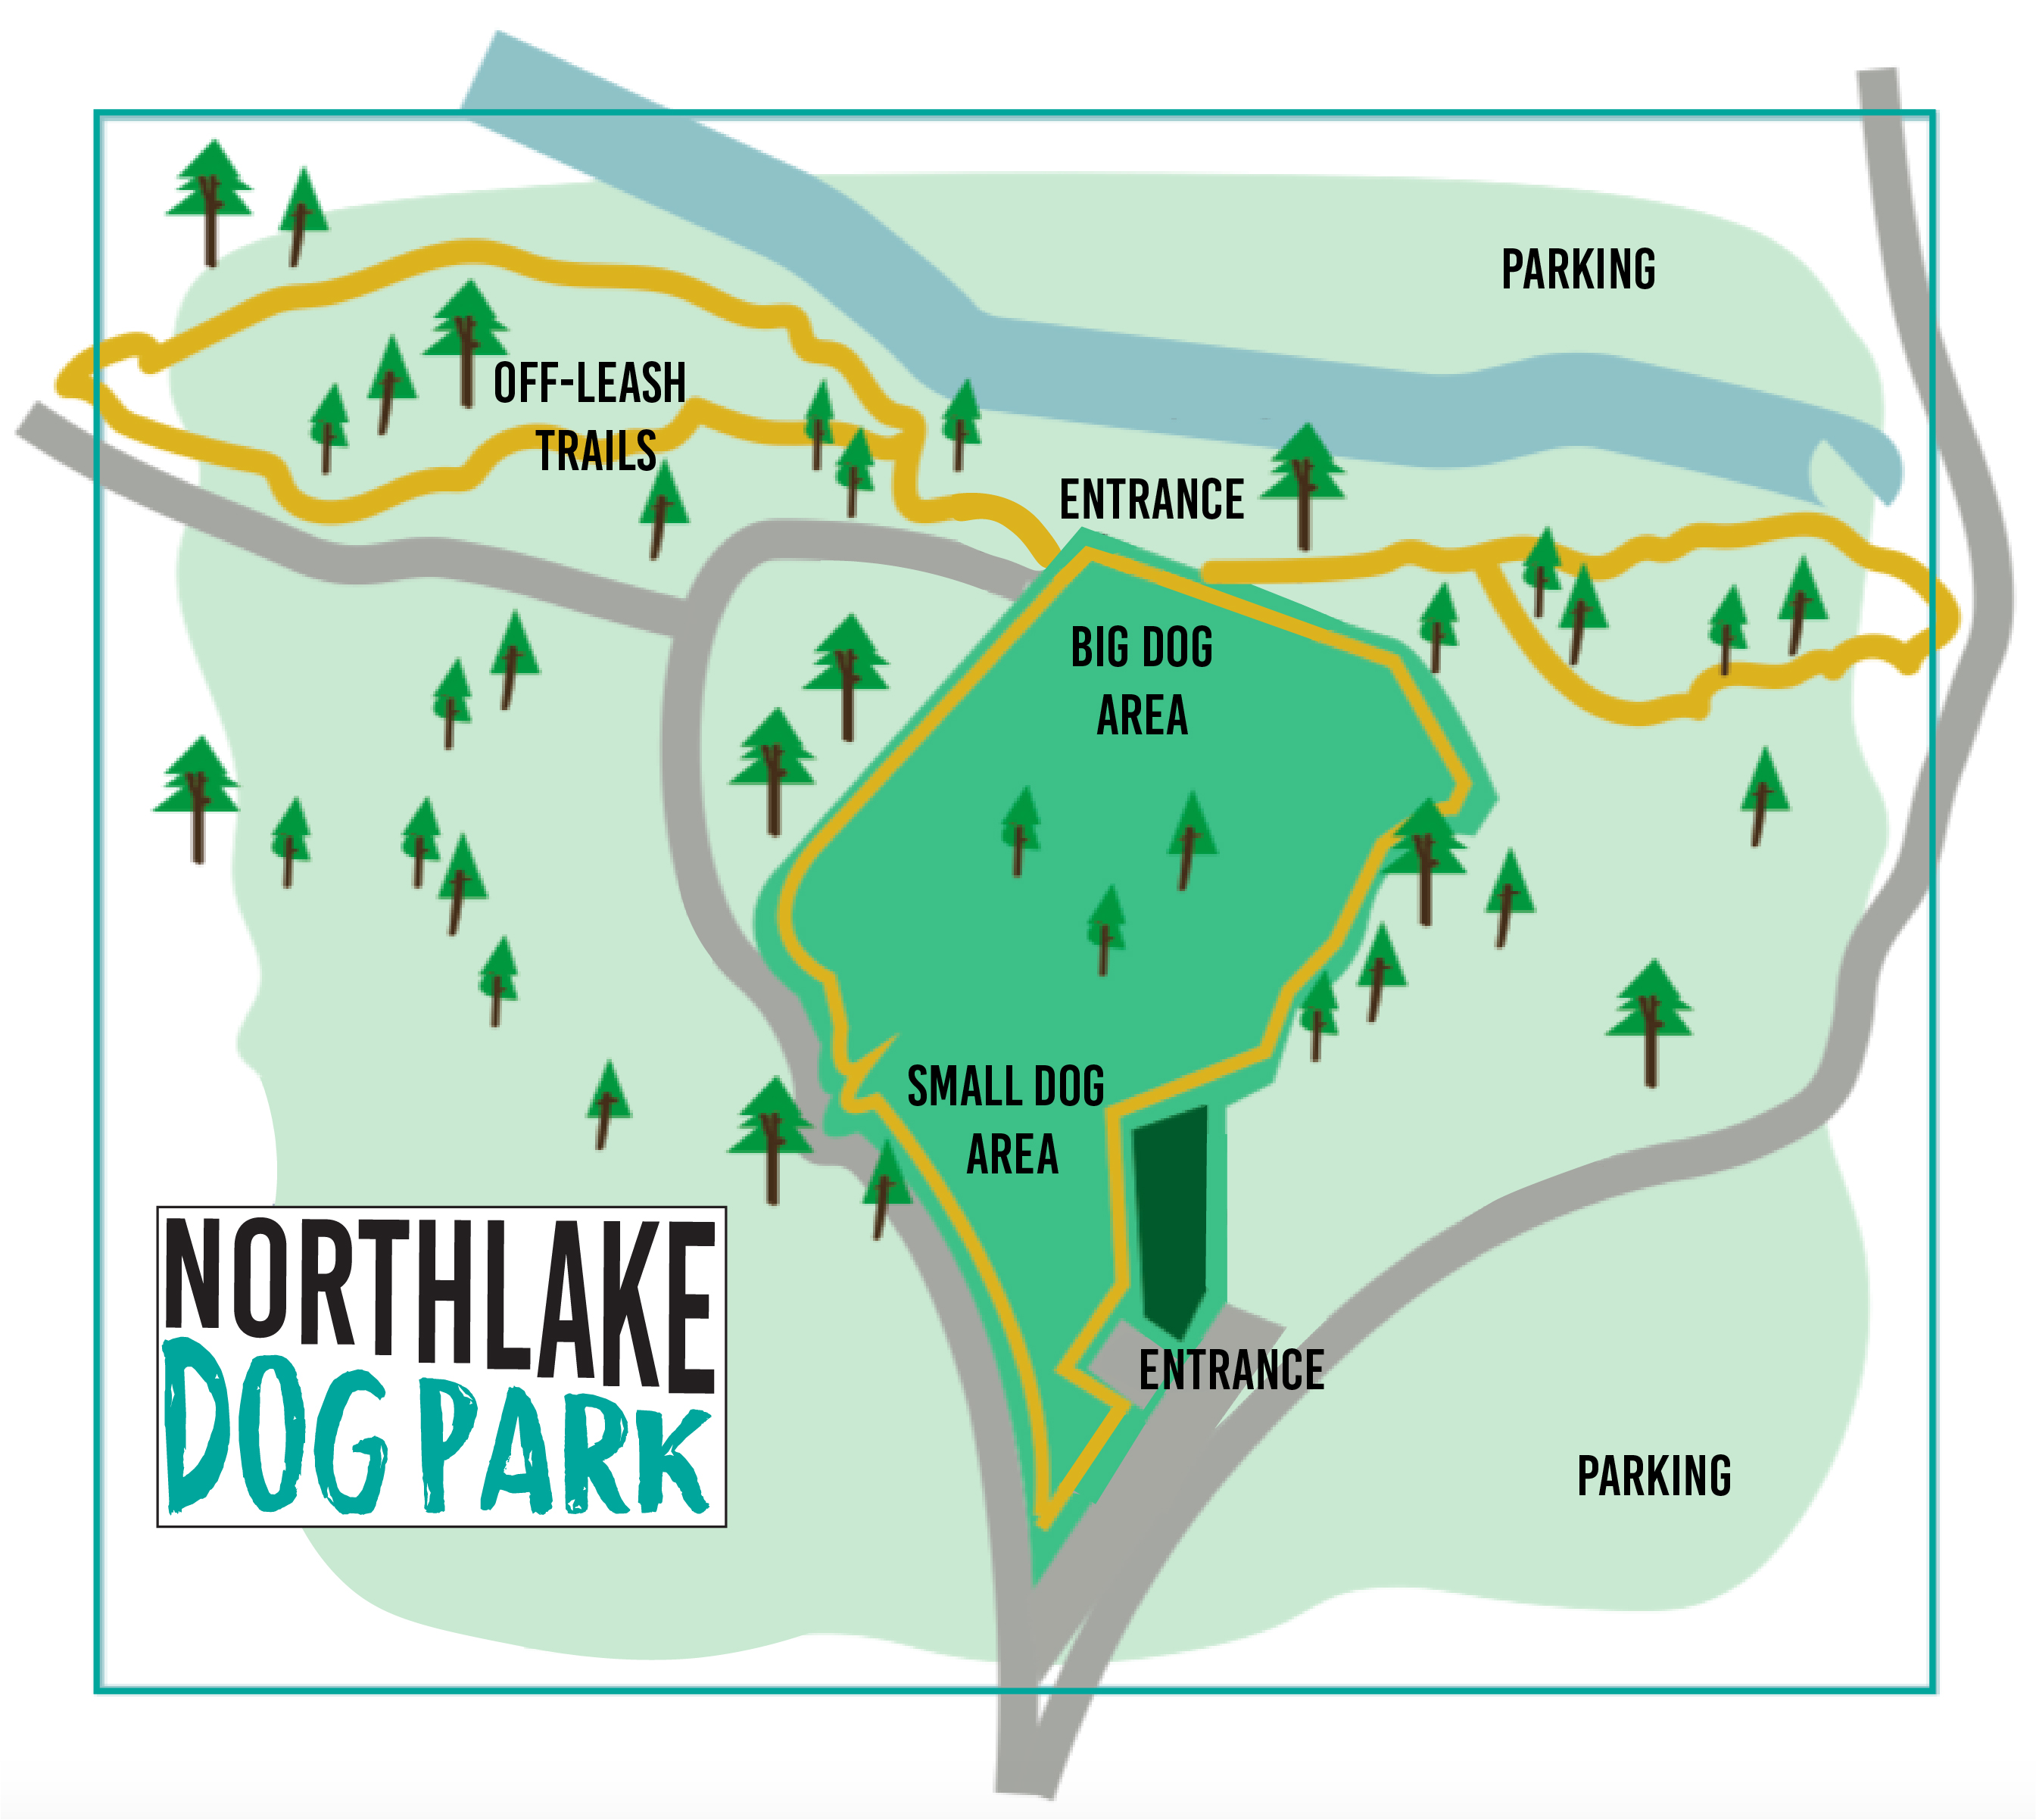 PARKING
OFF-LEASH
TRAILS
ENTRANCE
BIG DOG
AREA
SMALL DOG
AREA
NORTHLAKE
DOG PARK
ENTRANCE
PARKING